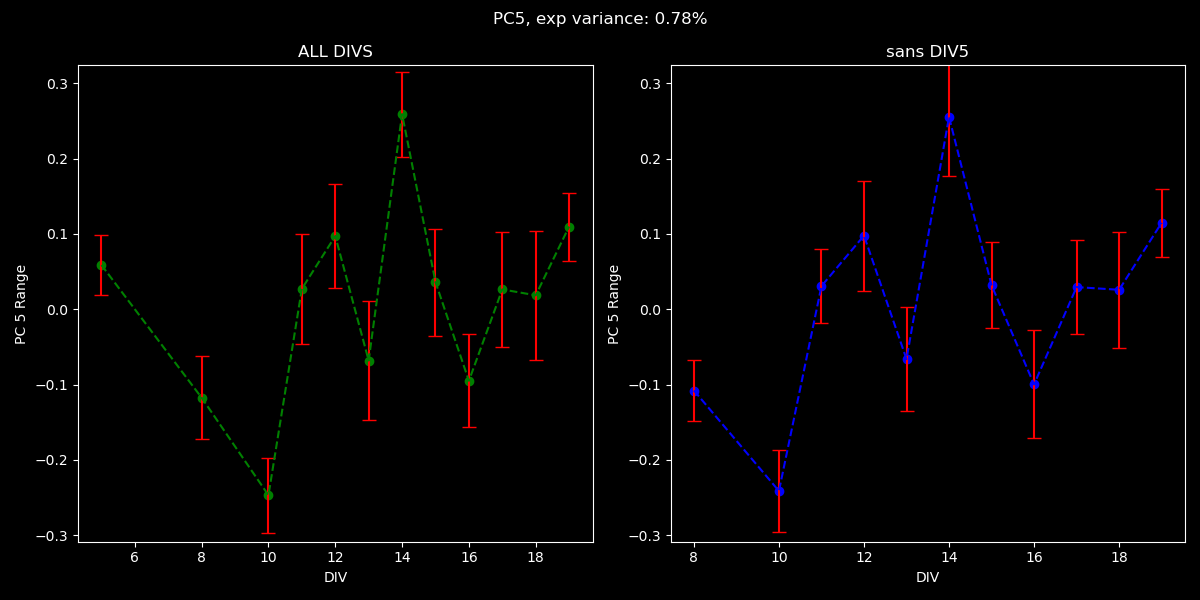 PC5, exp variance: 0.78%
ALL DIVS
sans DIV5
PC 5 Range
0.3
0.2
0.1
0.0
−0.1
−0.2
−0.3
6 8 10 12 14 16 18
DIV
PC 5 Range
0.3
0.2
0.1
0.0
−0.1
−0.2
−0.3
8 10 12 14 16 18
DIV